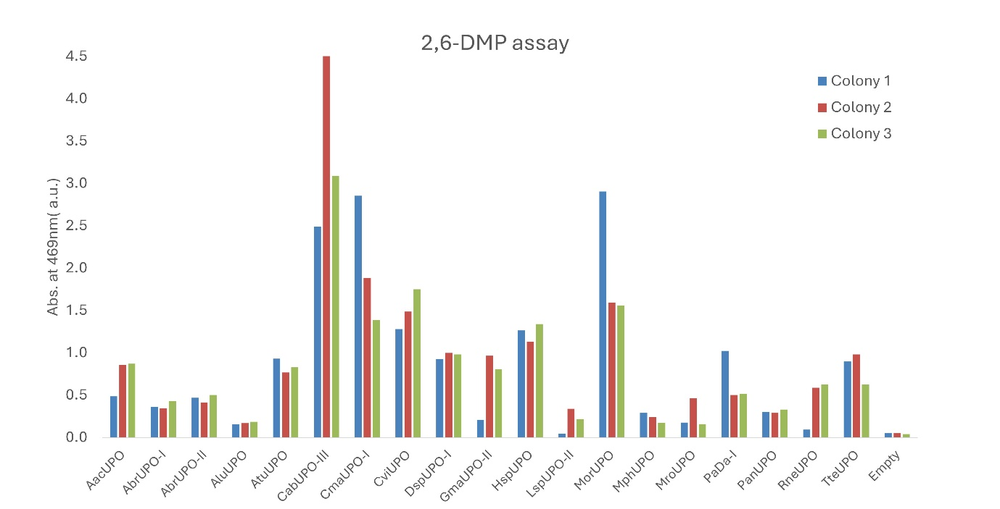 2,6-DMP assay
4.5
4.0
3.5
3.0
2.5
2.0
1.5
1.0
0.5
0.0
Abs. at 469nm( a.u.)
Colony 1
Colony 2
Colony 3
AacUPO
AbrUPO-I
AbrUPO-II
AluUPO
AtuUPO
CabUPO-III
CmaUPO-I
CviUPO
DspUPO-I
GmaUPO-II
HspUPO
LspUPO-II
MorUPO
MphUPO
MroUPO
PaDa-I
PanUPO
RneUPO
TteUPO
Empty